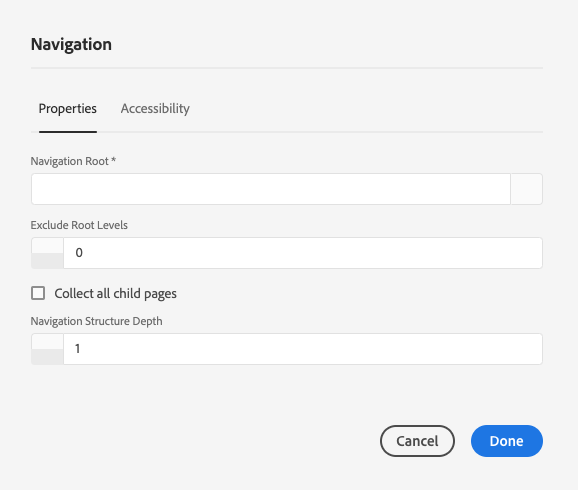 Navigation
Properties Accessibility
Navigation Root *
Exclude Root Levels
0
Collect all child pages
Navigation Structure Depth
1
Cancel Done